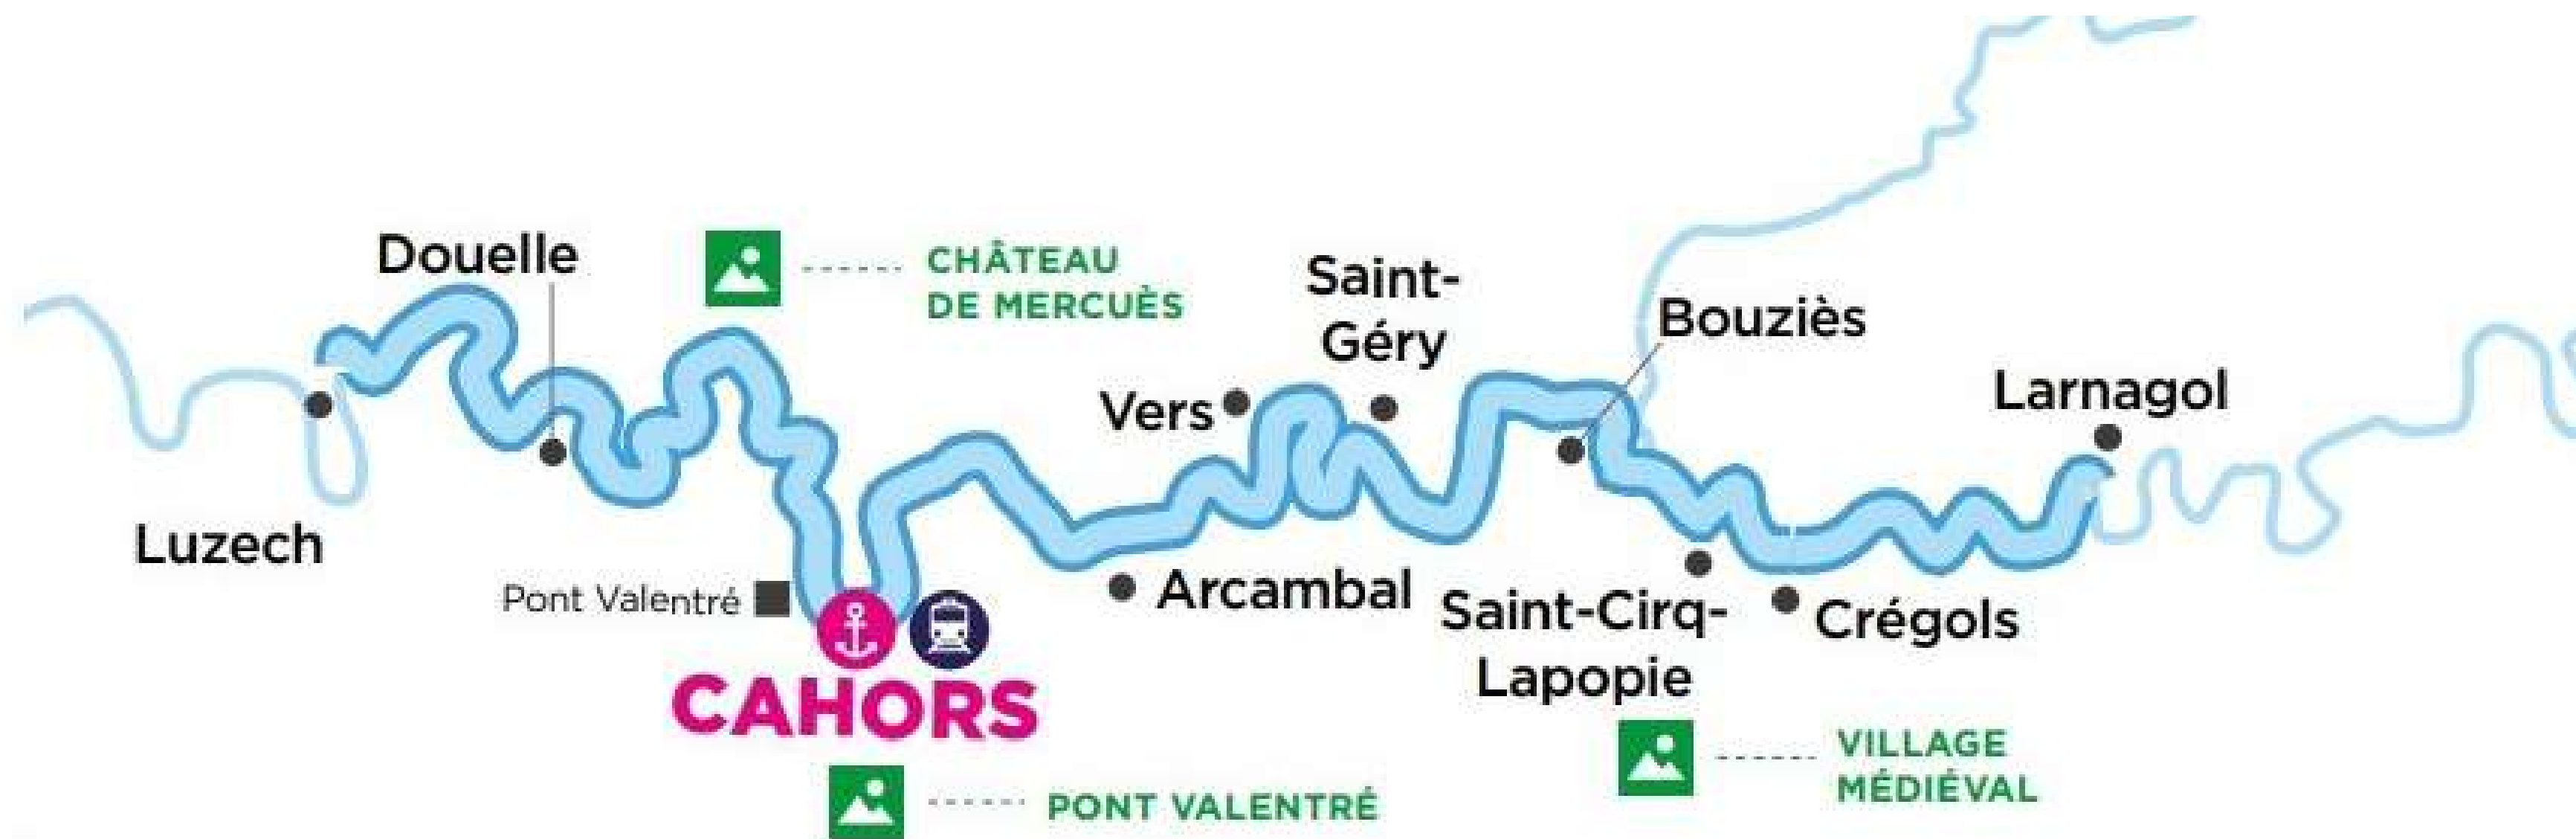 Douelle
CHÂTEAU
DE MERCUÈS
Saint-
Géry
Bouziès
Vers
Larnagol
Luzech
Pont Valentré
Arcambal
Saint-Cirq-
Lapopie
Crégols
CAHORS
VILLAGE
MÉDIÉVAL
PONT VALENTRÉ